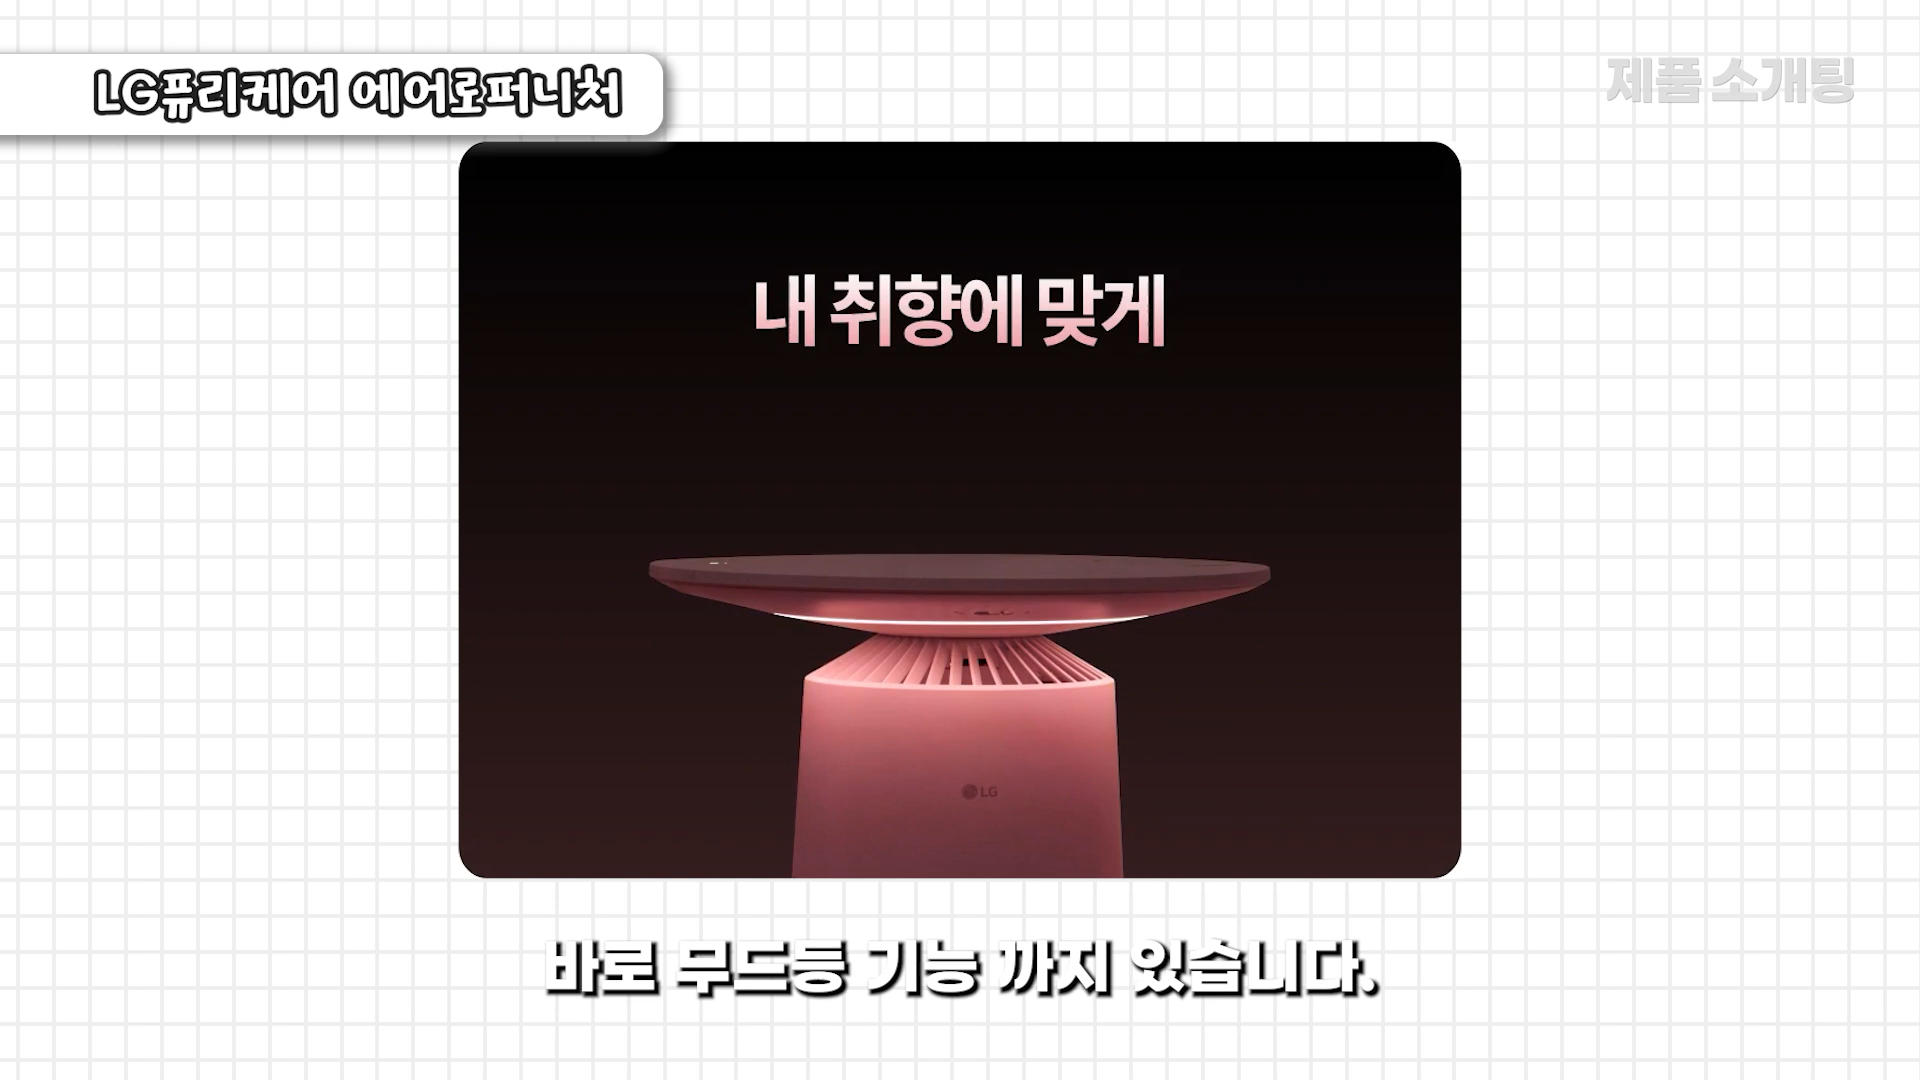 LG퓨리케어 에어로퍼니처
제품 소개팅
내 취향에 맞게
LG
바로 무드등 기능 까지 있습니다.